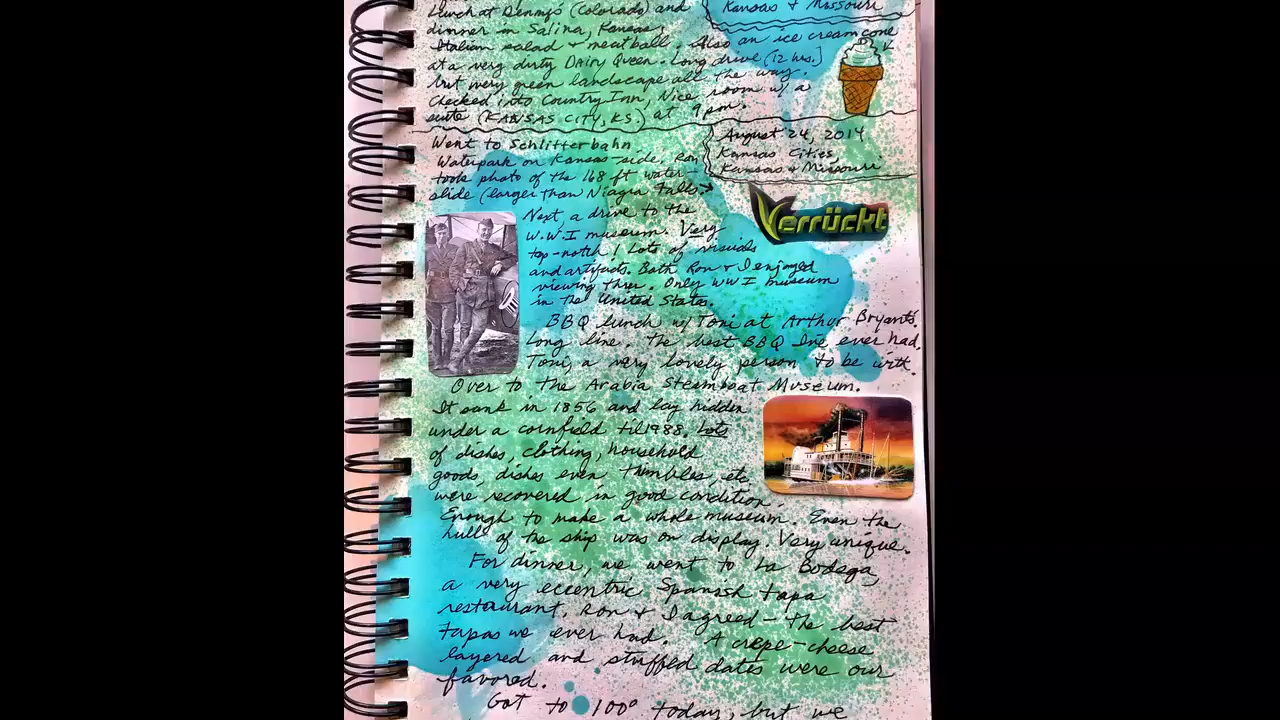 Lunch at Denny's (Colorado) and
dinner in Salina, Kansas.
Italian salad & meatball. Also an ice cream cone
at a very dirty Dairy Queen. Long drive (12 hrs.)
but very green landscape all the way.
Checked into Country Inn, Nice room w/ a
suite (KANSAS CITY, KS.) at 9 pm.
Kansas & Missouri
August 24, 2014
Kansas Cities,
Kansas & Missouri
Went to Schlitterbahn
Waterpark on Kansas side. Ron
took photo of the 168 ft water-
slide (larger than Niagra Falls.
Verrückt
Next, a drive to the
W.W.I museum. Very
top-notch! Lots of visuals
and artifacts. Both Ron & I enjoyed
viewing three. Only WWI museum
in the United States.
BBQ lunch w/ Toni at Arthur Bryants.
Long line. The best BBQ Ive ever had.
Toni, a very lovely person to be with.
Over to the Arabia Steamboat Museum.
It sank in 1856 and lay hidden
under a cornfield til 1988. Lots
of dishes, clothing, household
goods, dishes even thimbles, etc.
were recovered in good condition.
Enough to make a whole museum. Even the
hull of the ship was on display. Very unique.
For dinner, we went to La Bodega,
a very eccentric Spanish tapa
restaurant. Ron & I agreed - the best
tapas we ever had. A crepe-cheese
layered and stuffed dates were our
favored.
Got to 100° today, but we